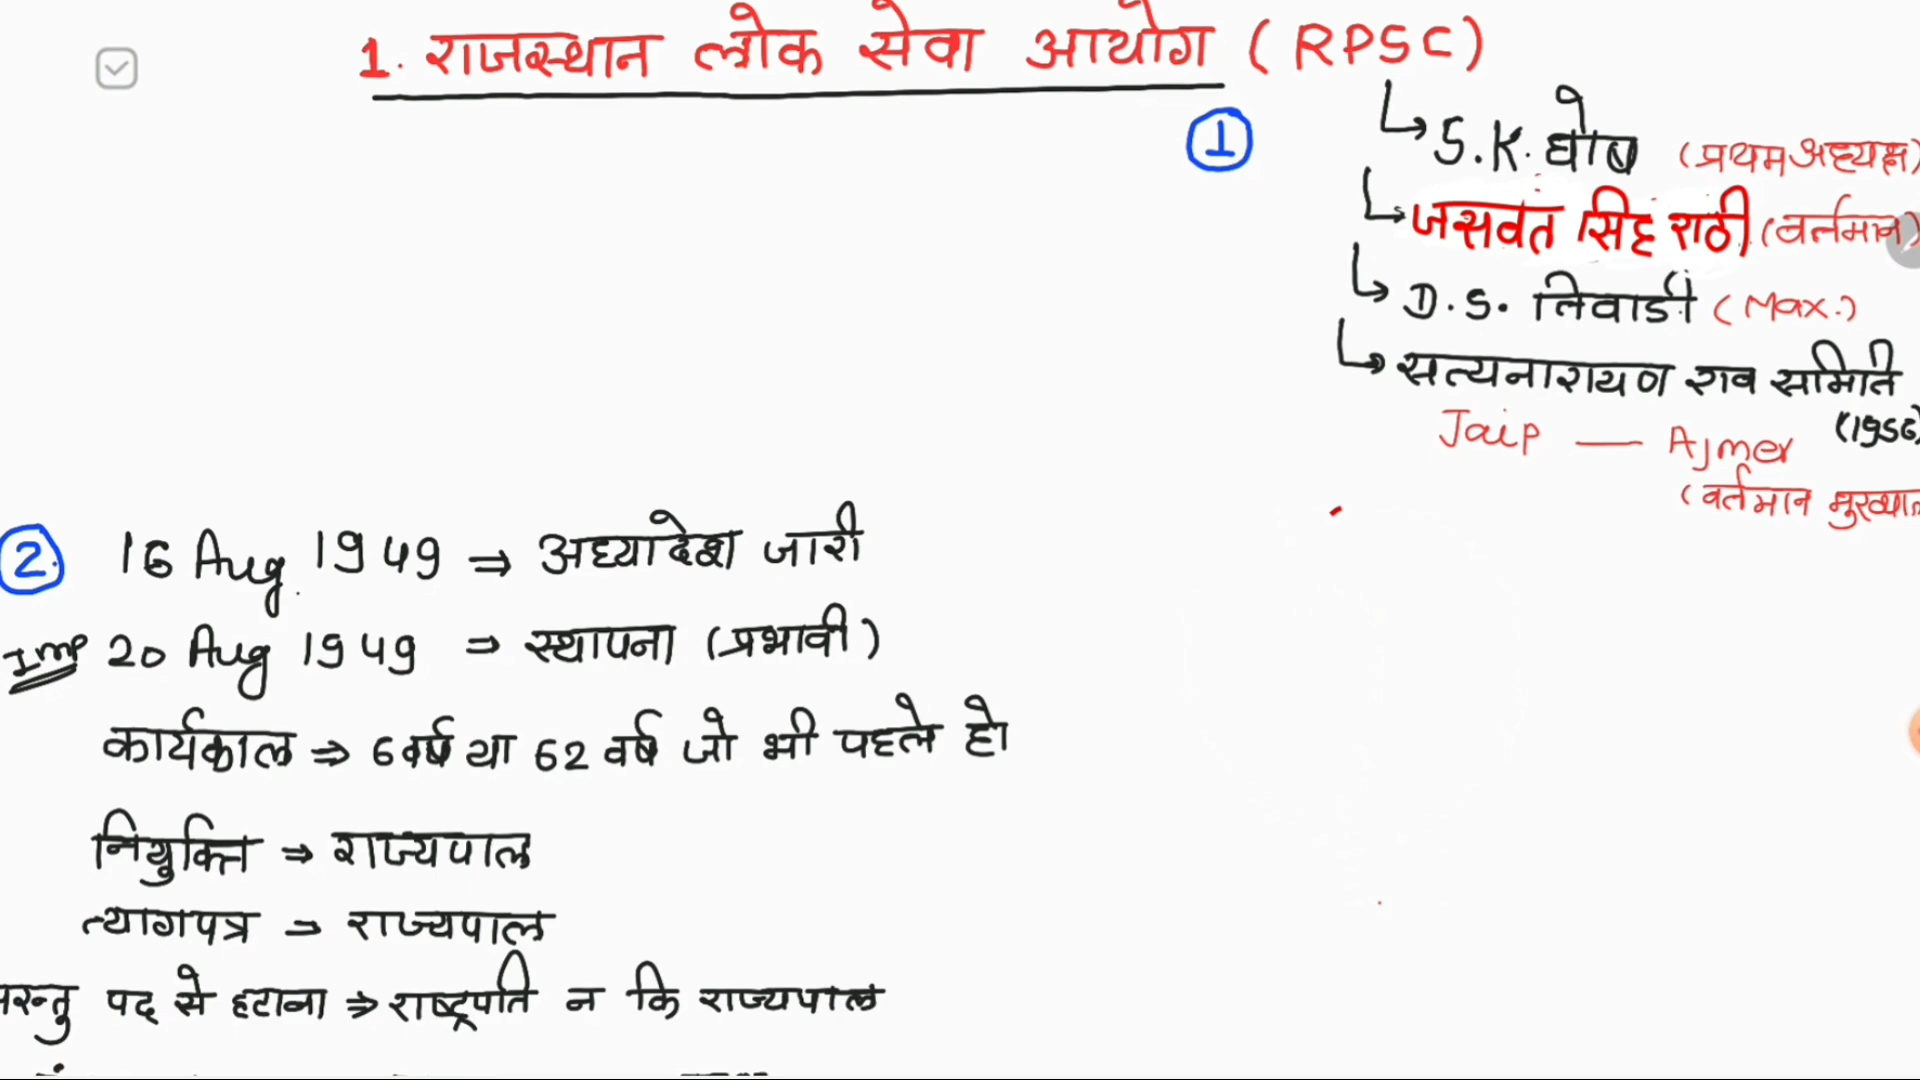 1. राजस्थान लोक सेवा आयोग (RPSC)
1
S.K. घोष (प्रथम अध्यक्ष)
जसवंत सिंह राठी (वर्तमान)
D.S. तिवाडी (Max.)
सत्यनारायण राव समिति
(1956)
Jaip — Ajmer
(वर्तमान
2. 16 Aug. 1949 ⇒ अध्यादेश जारी
Imp 20 Aug 1949 ⇒ स्थापना (प्रभावी)
कार्यकाल ⇒ 6 वर्ष या 62 वर्ष जो भी पहले हो
नियुक्ति ⇒ राज्यपाल
त्यागपत्र ⇒ राज्यपाल
परन्तु पद से हटाना ⇒ राष्ट्रपति न कि राज्यपाल